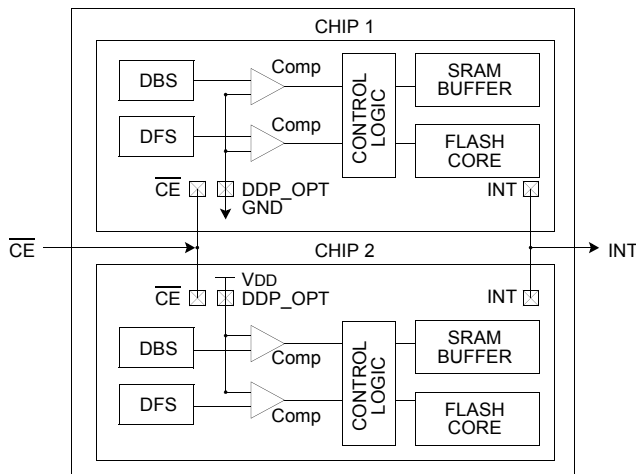 CHIP 1
DBS
DFS
Comp
Comp
CONTROL
LOGIC
SRAM
BUFFER
FLASH
CORE
CE
DDP_OPT
GND
INT
CE
INT
CHIP 2
CE
VDD
DDP_OPT
INT
DBS
DFS
Comp
Comp
CONTROL
LOGIC
SRAM
BUFFER
FLASH
CORE